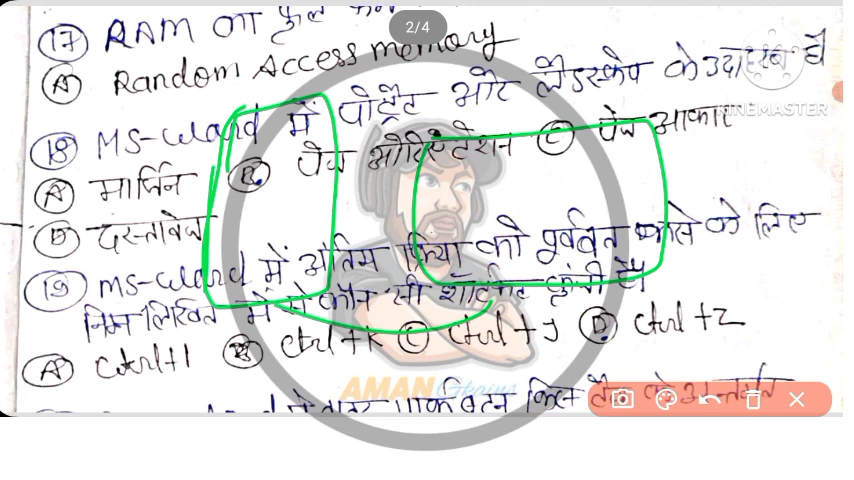 2/4
(17) RAM का फुल
(A) Random Access memory
(18) MS-word में पोर्ट्रेट और लैंडस्केप के उदाहरण है
(A) मार्जिन (B) पेज ओरिएंटेशन (C) पेज आकार
(D) दस्तावेज
(19) MS-word में अंतिम क्रिया को पूर्ववत करने के लिए
निम्नलिखित में से कौन सी शॉर्टकट कुंजी है
(A) Ctrl+1 (B) Ctrl+k (C) Ctrl+J (D) Ctrl+Z
KINEMASTER
AMAN